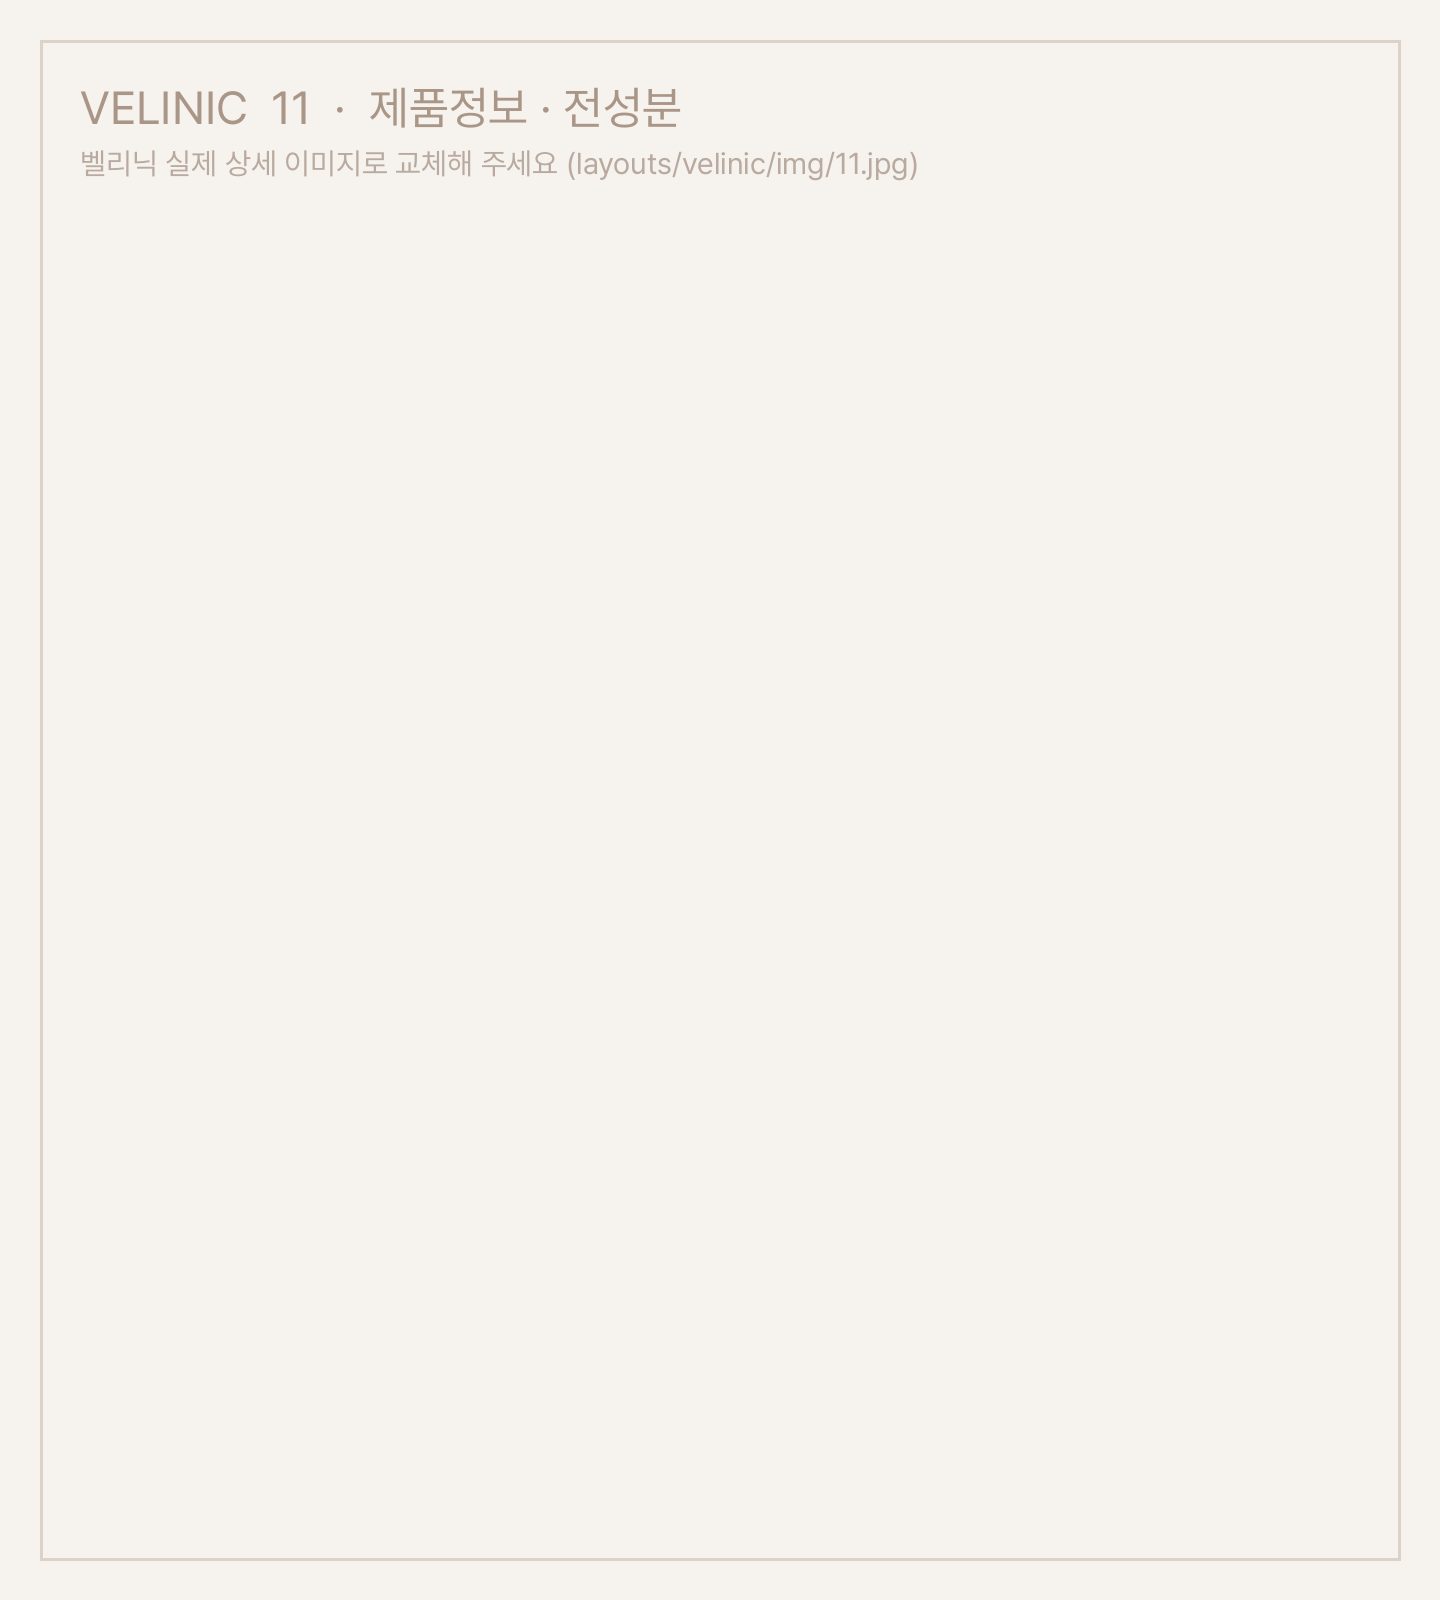 VELINIC 11 · 제품정보 · 전성분
벨리닉 실제 상세 이미지로 교체해 주세요 (layouts/velinic/img/11.jpg)